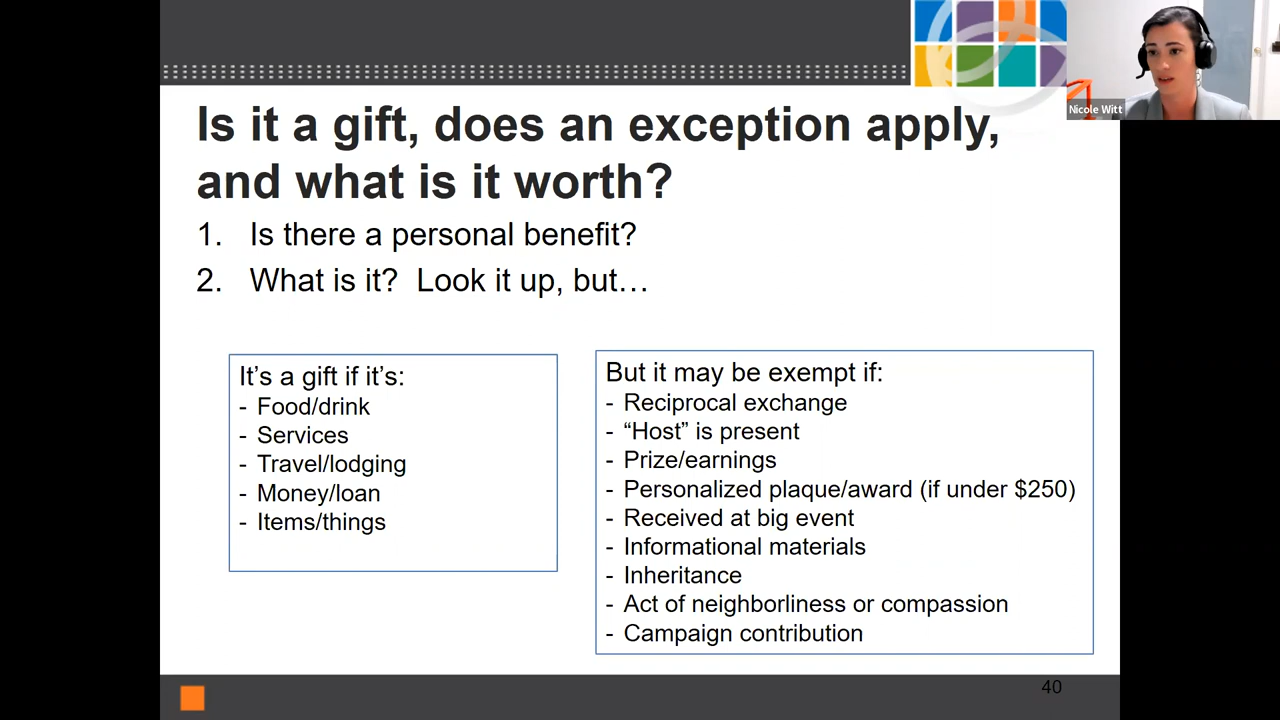 Nicole Witt
Is it a gift, does an exception apply,
and what is it worth?
1. Is there a personal benefit?
2. What is it? Look it up, but…
It’s a gift if it’s:
- Food/drink
- Services
- Travel/lodging
- Money/loan
- Items/things
But it may be exempt if:
- Reciprocal exchange
- “Host” is present
- Prize/earnings
- Personalized plaque/award (if under $250)
- Received at big event
- Informational materials
- Inheritance
- Act of neighborliness or compassion
- Campaign contribution
40